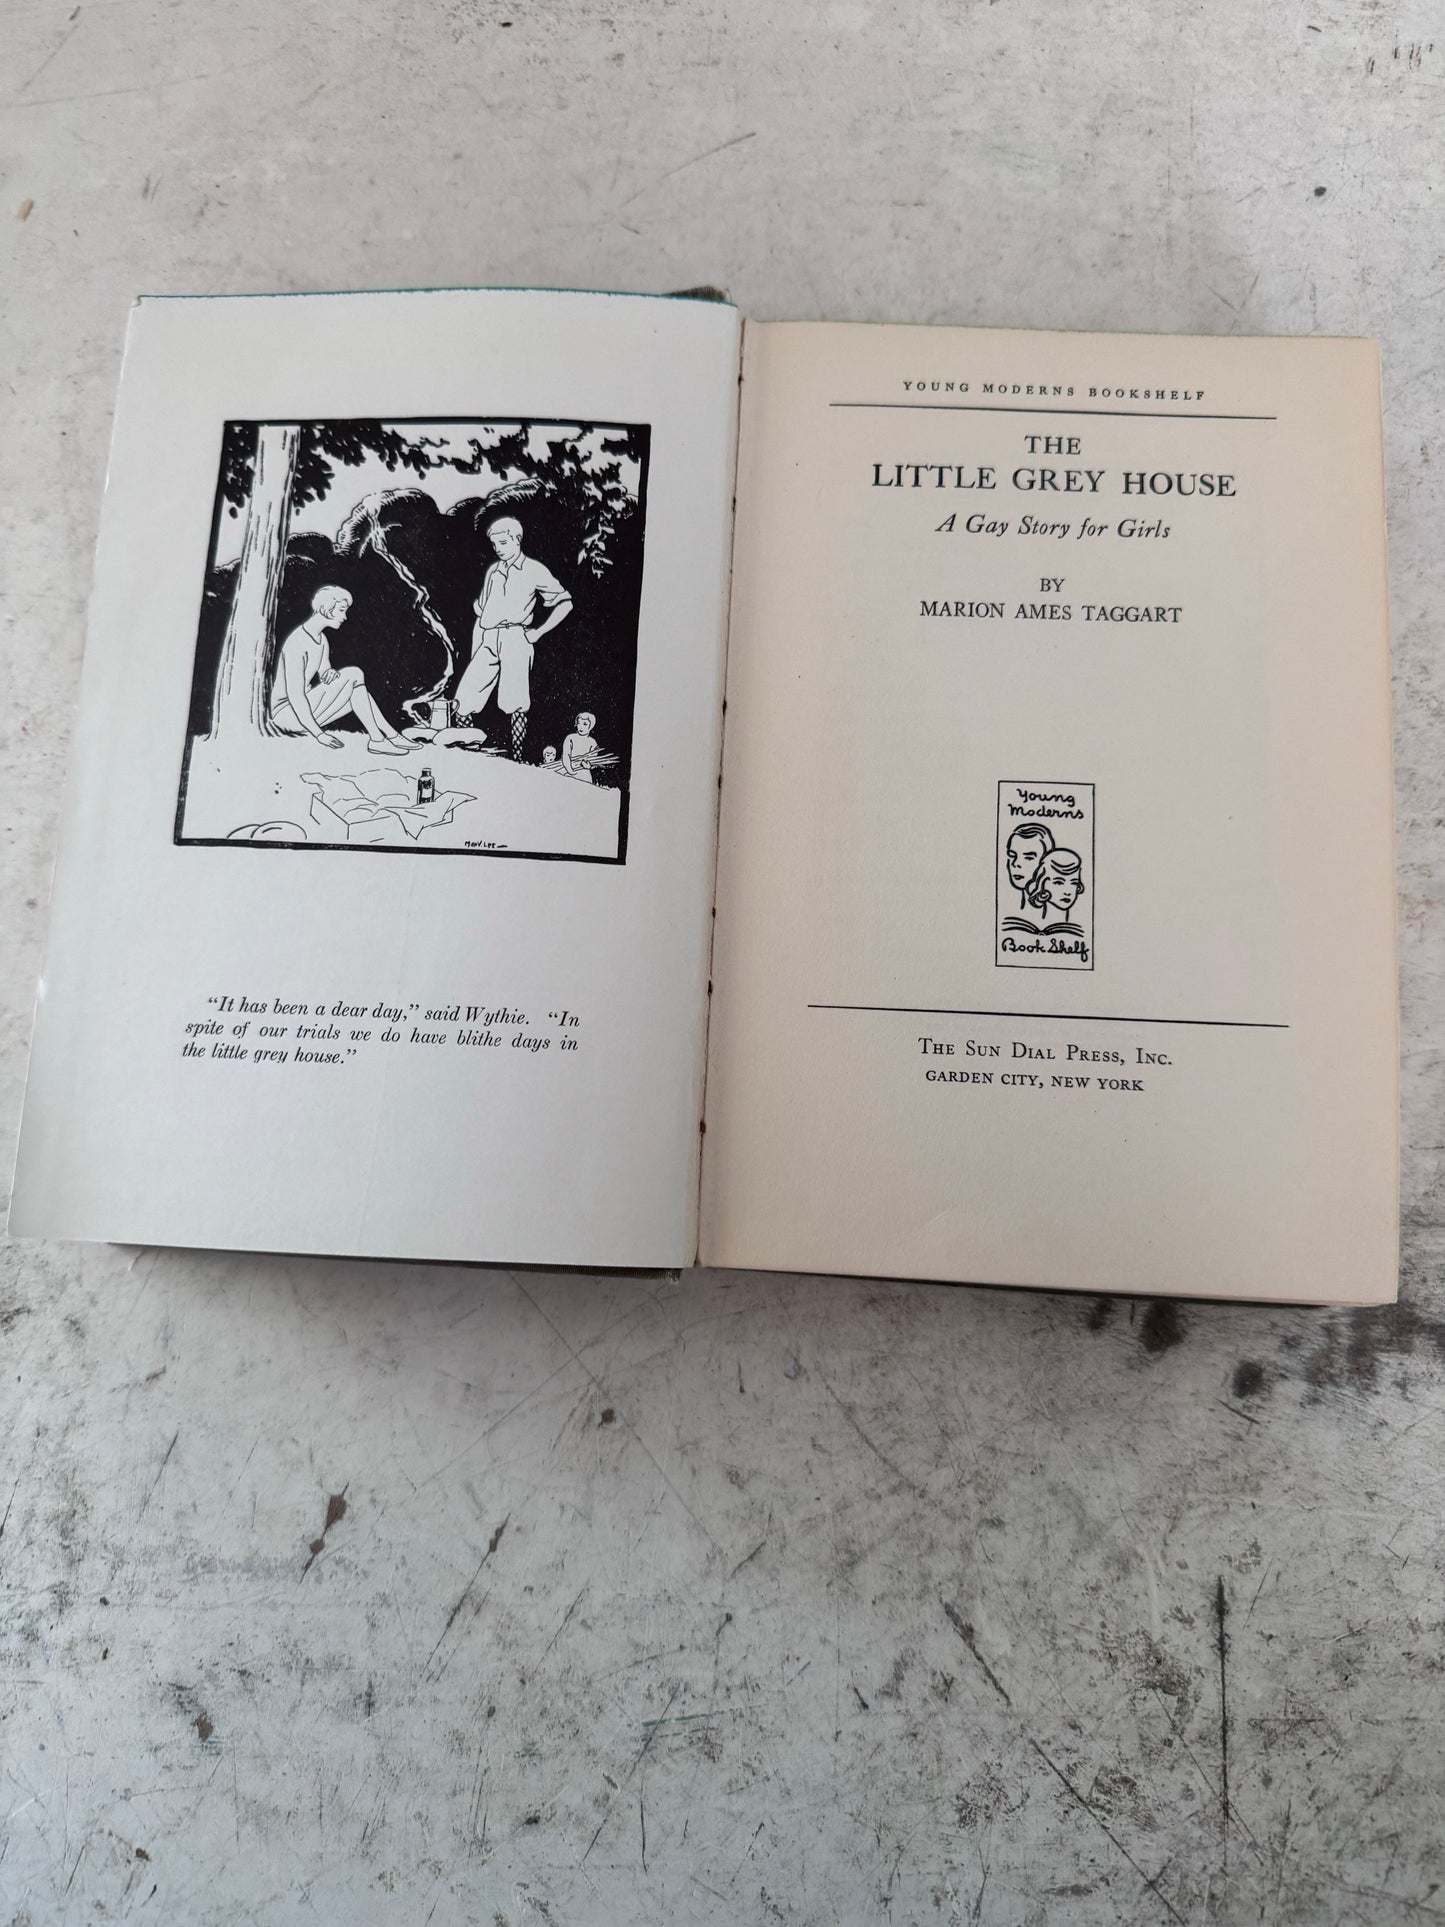 "It has been a dear day," said Wythie. "In
spite of our trials we do have blithe days in
the little grey house."
YOUNG MODERNS BOOKSHELF
THE
LITTLE GREY HOUSE
A Gay Story for Girls
BY
MARION AMES TAGGART
Young
Moderns
Book Shelf
THE SUN DIAL PRESS, INC.
GARDEN CITY, NEW YORK